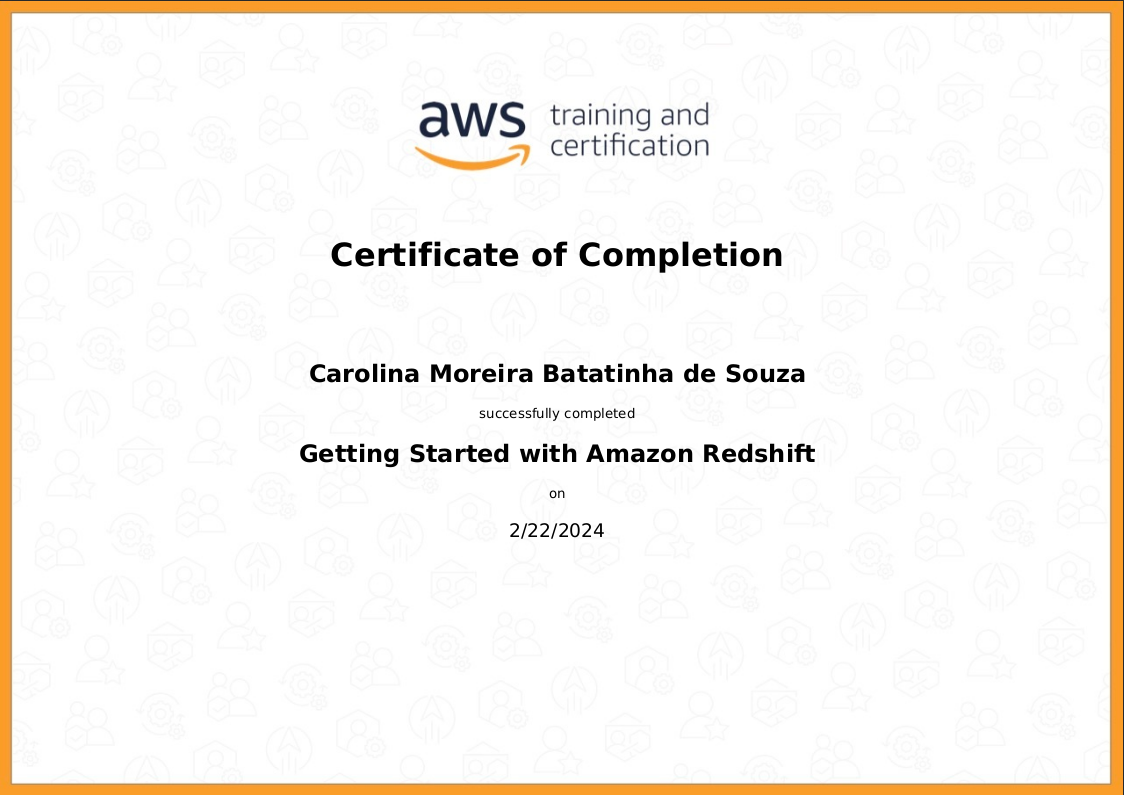 aws training and
certification
Certificate of Completion
Carolina Moreira Batatinha de Souza
successfully completed
Getting Started with Amazon Redshift
on
2/22/2024